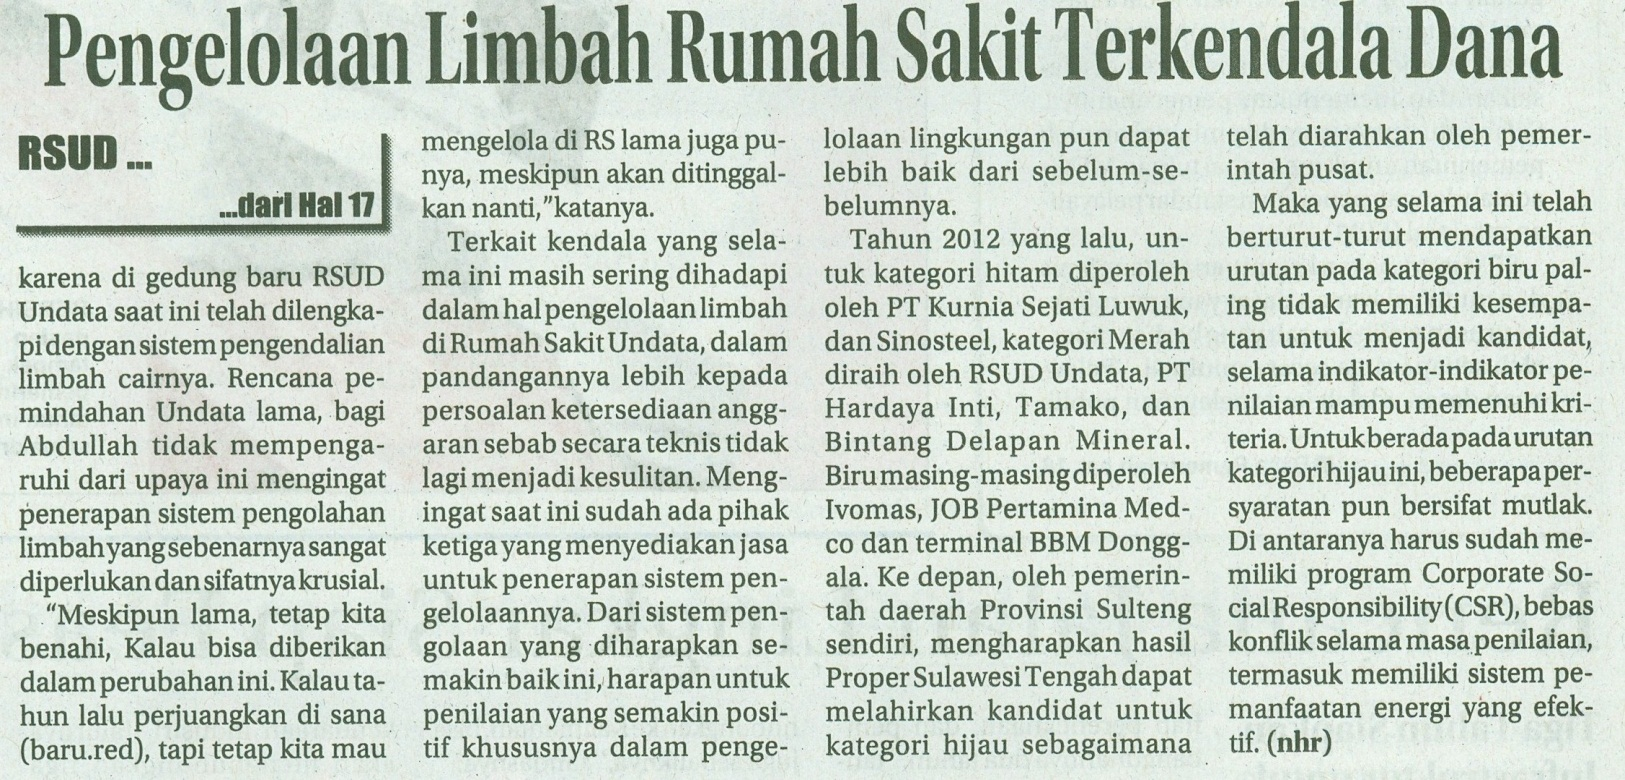 Pengelolaan Limbah Rumah Sakit Terkendala Dana
RSUD ...
...dari Hal 17
karena di gedung baru RSUD
Undata saat ini telah dilengka-
pi dengan sistem pengendalian
limbah cairnya. Rencana pe-
mindahan Undata lama, bagi
Abdullah tidak mempenga-
ruhi dari upaya ini mengingat
penerapan sistem pengolahan
limbah yang sebenarnya sangat
diperlukan dan sifatnya krusial.
“Meskipun lama, tetap kita
benahi, Kalau bisa diberikan
dalam perubahan ini. Kalau ta-
hun lalu perjuangkan di sana
(baru.red), tapi tetap kita mau
mengelola di RS lama juga pu-
nya, meskipun akan ditinggal-
kan nanti,”katanya.
Terkait kendala yang sela-
ma ini masih sering dihadapi
dalam hal pengelolaan limbah
di Rumah Sakit Undata, dalam
pandangannya lebih kepada
persoalan ketersediaan angg-
aran sebab secara teknis tidak
lagi menjadi kesulitan. Meng-
ingat saat ini sudah ada pihak
ketiga yang menyediakan jasa
untuk penerapan sistem pen-
gelolaannya. Dari sistem pen-
golaan yang diharapkan se-
makin baik ini, harapan untuk
penilaian yang semakin posi-
tif khususnya dalam penge-
lolaan lingkungan pun dapat
lebih baik dari sebelum-se-
belumnya.
Tahun 2012 yang lalu, un-
tuk kategori hitam diperoleh
oleh PT Kurnia Sejati Luwuk,
dan Sinosteel, kategori Merah
diraih oleh RSUD Undata, PT
Hardaya Inti, Tamako, dan
Bintang Delapan Mineral.
Biru masing-masing diperoleh
Ivomas, JOB Pertamina Med-
co dan terminal BBM Dongg-
ala. Ke depan, oleh pemerin-
tah daerah Provinsi Sulteng
sendiri, mengharapkan hasil
Proper Sulawesi Tengah dapat
melahirkan kandidat untuk
kategori hijau sebagaimana
telah diarahkan oleh pemer-
intah pusat.
Maka yang selama ini telah
berturut-turut mendapatkan
urutan pada kategori biru pal-
ing tidak memiliki kesempa-
tan untuk menjadi kandidat,
selama indikator-indikator pe-
nilaian mampu memenuhi kri-
teria. Untuk berada pada urutan
kategori hijau ini, beberapa per-
syaratan pun bersifat mutlak.
Di antaranya harus sudah me-
miliki program Corporate So-
cial Responsibility (CSR), bebas
konflik selama masa penilaian,
termasuk memiliki sistem pe-
manfaatan energi yang efek-
tif. (nhr)